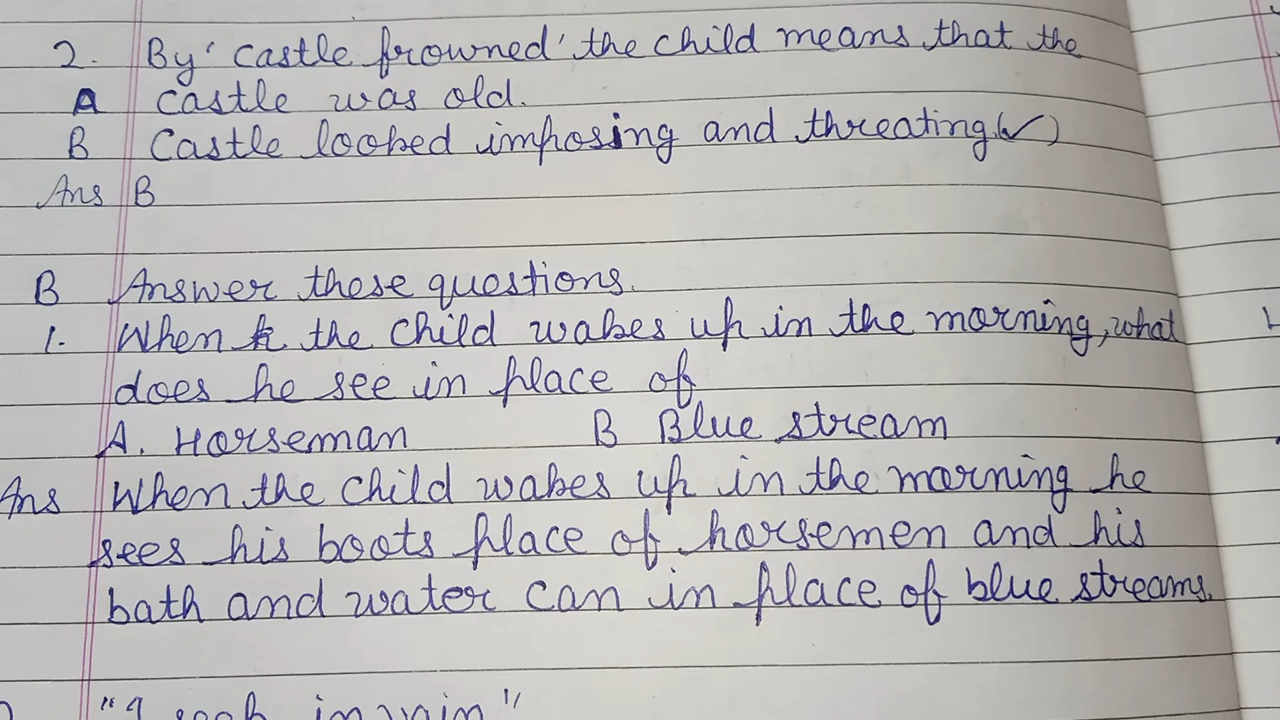 2. By 'castle frowned' the child means that the
A castle was old.
B Castle looked imposing and threating (✓)
Ans B
B Answer these questions.
1. When the child wakes up in the morning, what
does he see in place of
A. Horseman B Blue stream
Ans When the child wakes up in the morning he
sees his boots place of horsemen and his
bath and water can in place of blue streams.
" in vain "